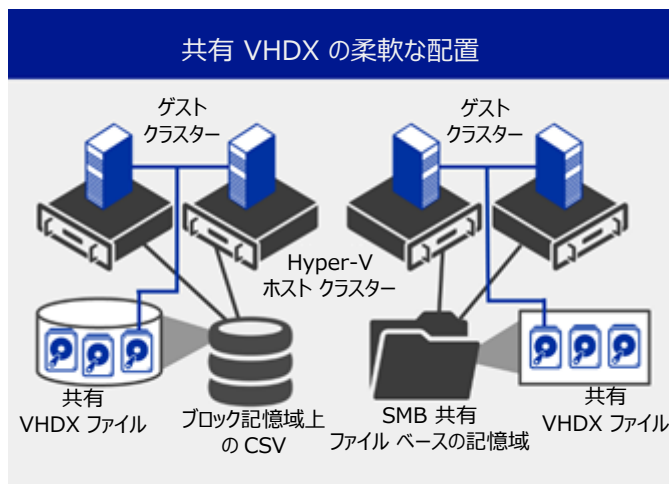 共有 VHDX の柔軟な配置
ゲスト
クラスター
ゲスト
クラスター
Hyper-V
ホスト クラスター
共有
VHDX ファイル
ブロック記憶域上
の CSV
SMB 共有
ファイル ベースの記憶域
共有
VHDX ファイル